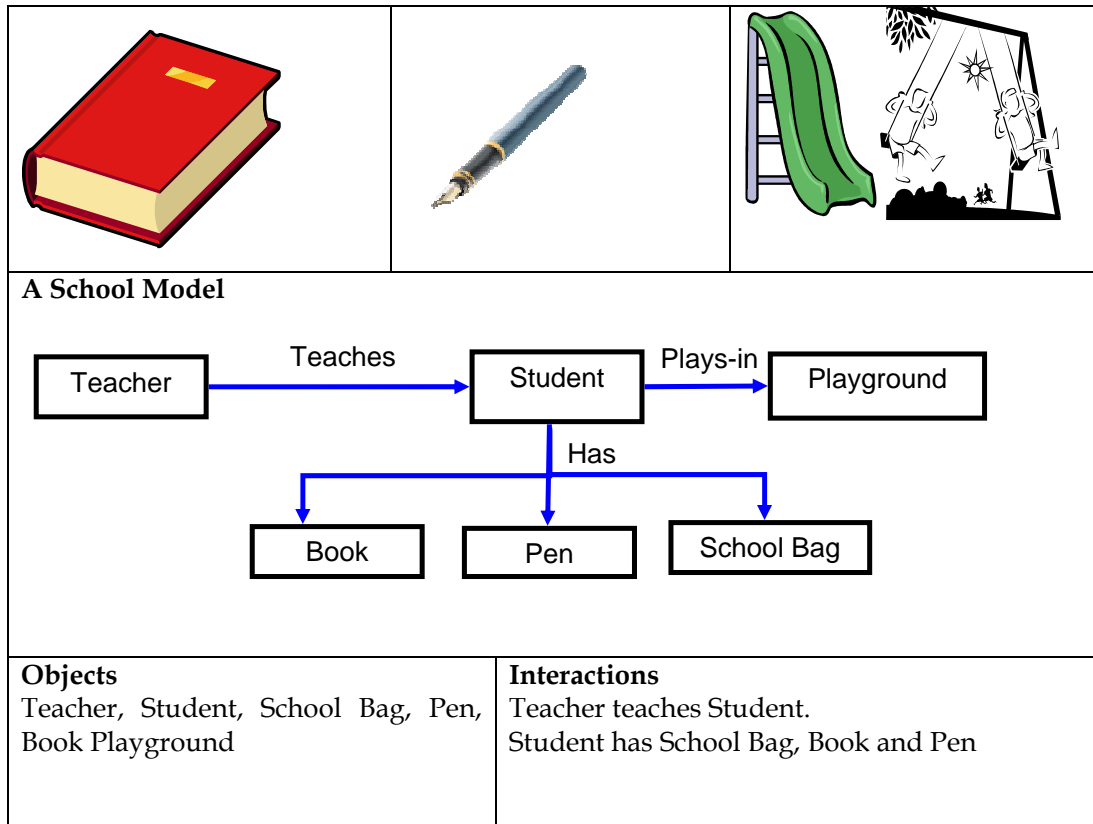 A School Model
Teaches
Plays-in
Teacher
Student
Playground
Has
Book
Pen
School Bag
Objects
Teacher, Student, School Bag, Pen,
Book Playground
Interactions
Teacher teaches Student.
Student has School Bag, Book and Pen